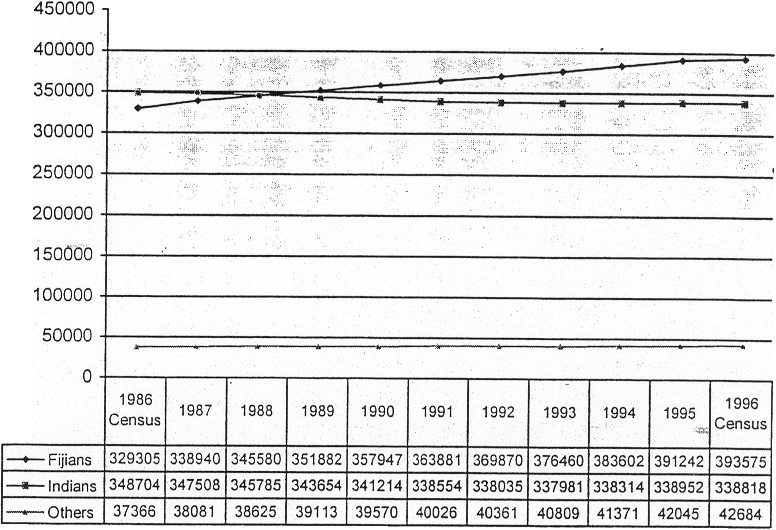 450000
400000
350000
300000
250000
200000
150000
100000
50000
0
1986 Census 1987 1988 1989 1990 1991 1992 1993 1994 1995 1996 Census
Fijians 329305 338940 345580 351882 357947 363881 369870 376460 383602 391242 393575
Indians 348704 347508 345785 343654 341214 338554 338035 337981 338314 338952 338818
Others 37366 38081 38625 39113 39570 40026 40361 40809 41371 42045 42684